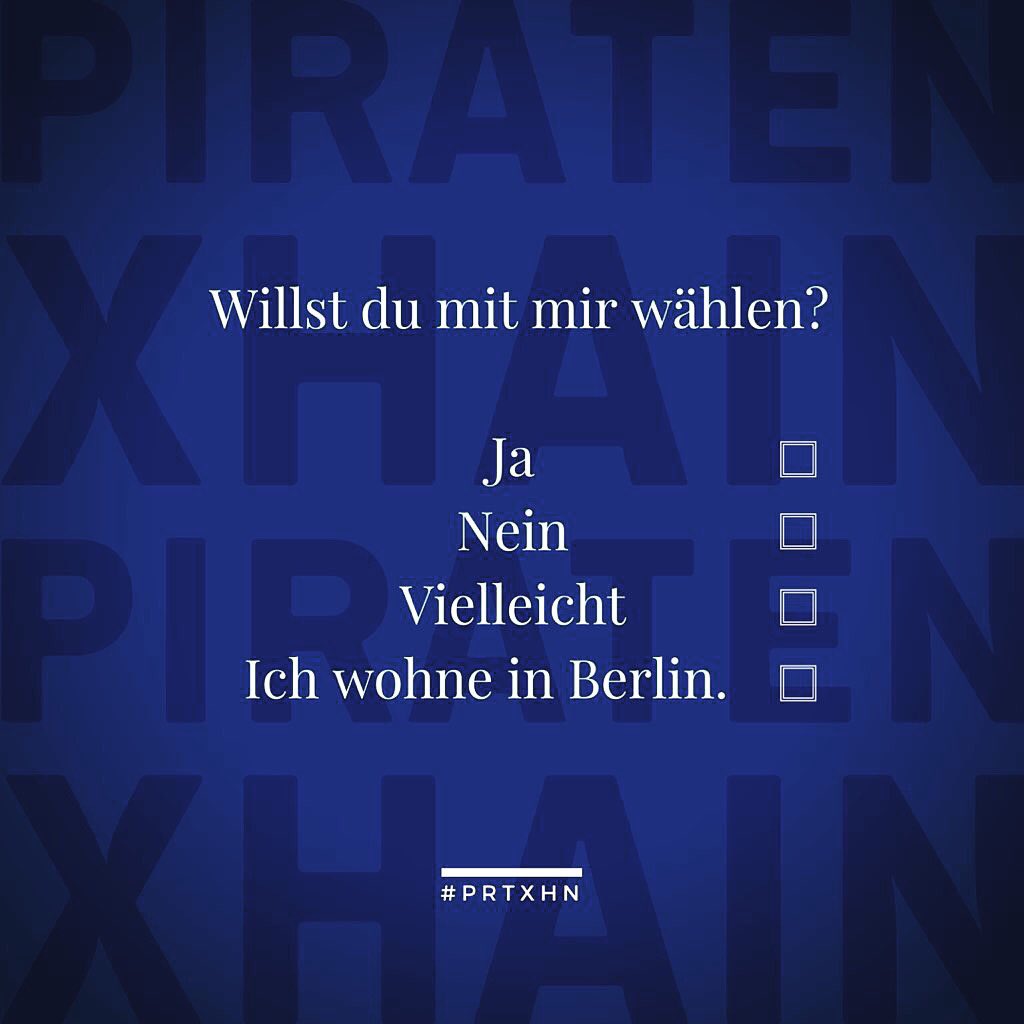 PIRATEN
XHAIN
Willst du mit mir wählen?
Ja □
Nein □
Vielleicht □
Ich wohne in Berlin. □
PIRATEN
XHAIN
#PRTXHN